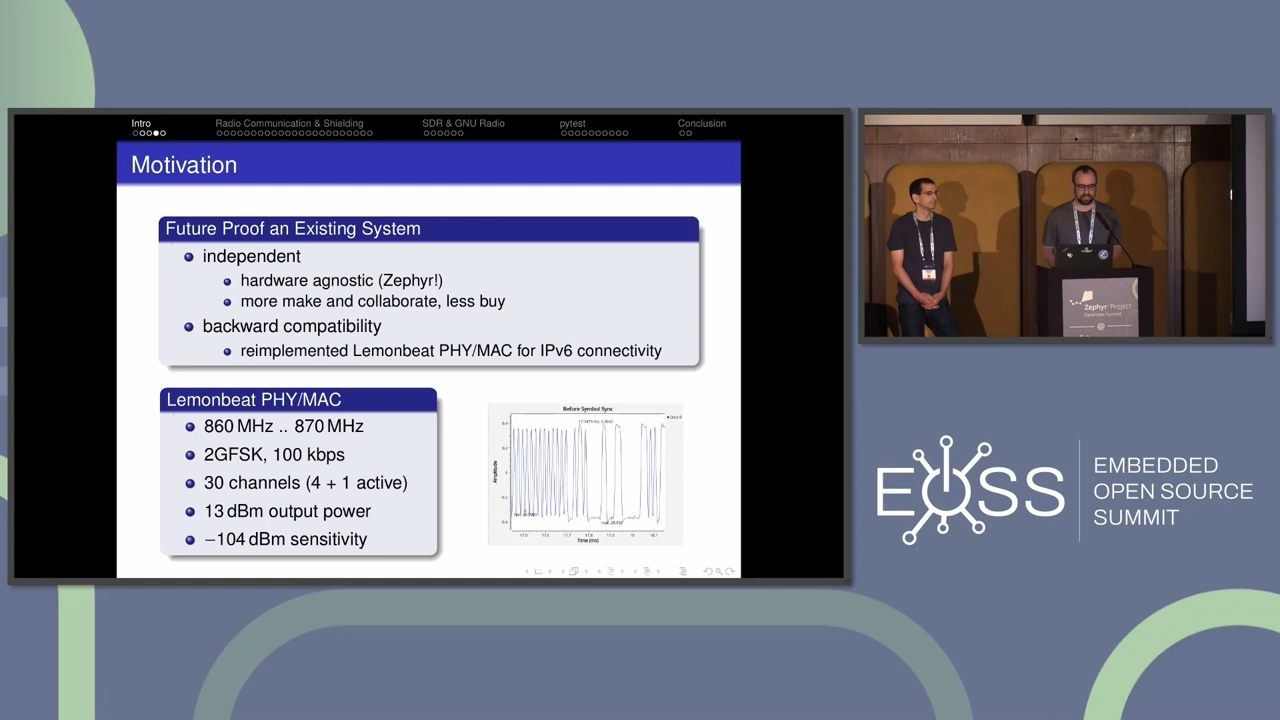 Intro
Radio Communication & Shielding
SDR & GNU Radio
pytest
Conclusion
Motivation
Future Proof an Existing System
independent
hardware agnostic (Zephyr!)
more make and collaborate, less buy
backward compatibility
reimplemented Lemonbeat PHY/MAC for IPv6 connectivity
Lemonbeat PHY/MAC
860 MHz .. 870 MHz
2GFSK, 100 kbps
30 channels (4 + 1 active)
13 dBm output power
−104 dBm sensitivity
Before Symbol Sync
Amplitude
Time (ms)
Zephyr Project
Developer Summit
EOSS
EMBEDDED
OPEN SOURCE
SUMMIT